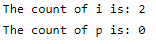 The count of i is: 2
The count of p is: 0